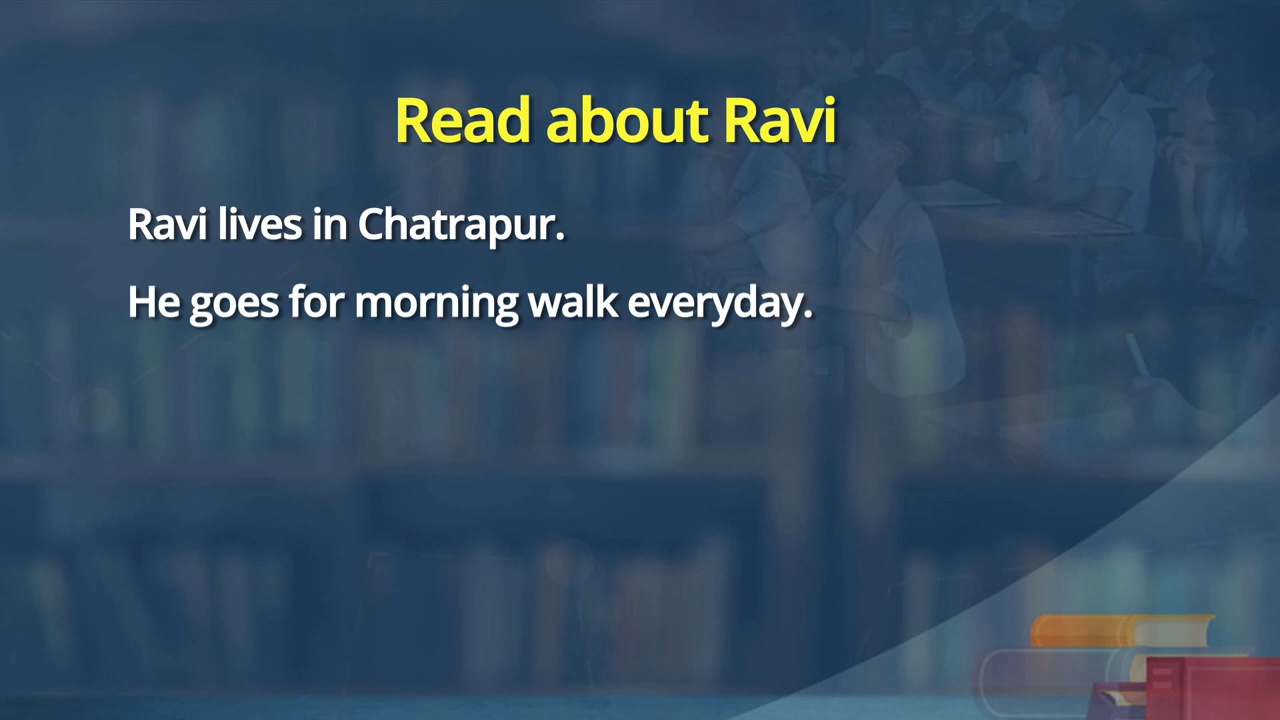 Read about Ravi
Ravi lives in Chatrapur.
He goes for morning walk everyday.